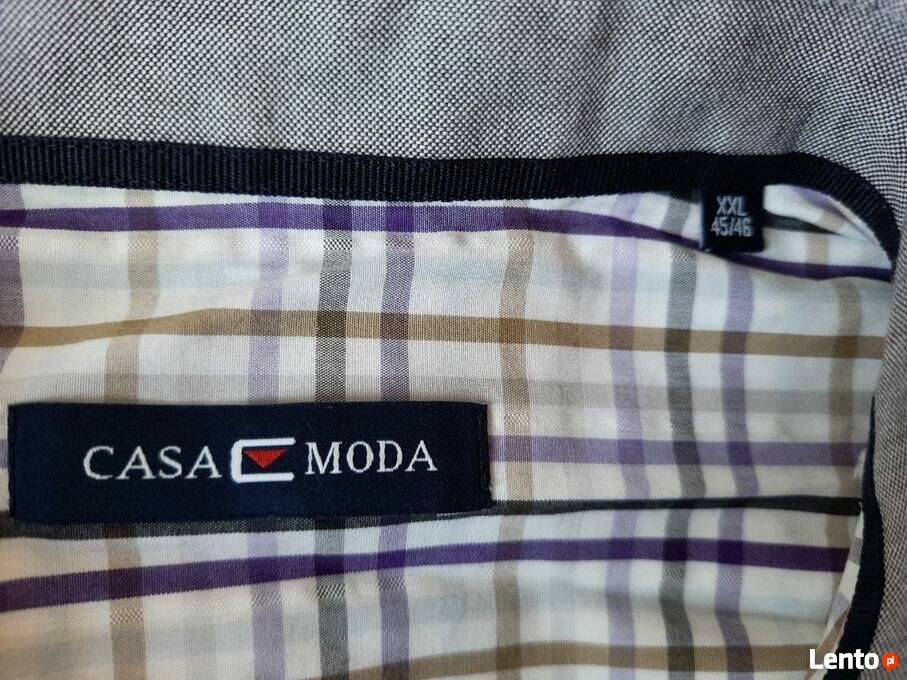 XXL
45/46
CASA MODA
Lento pl